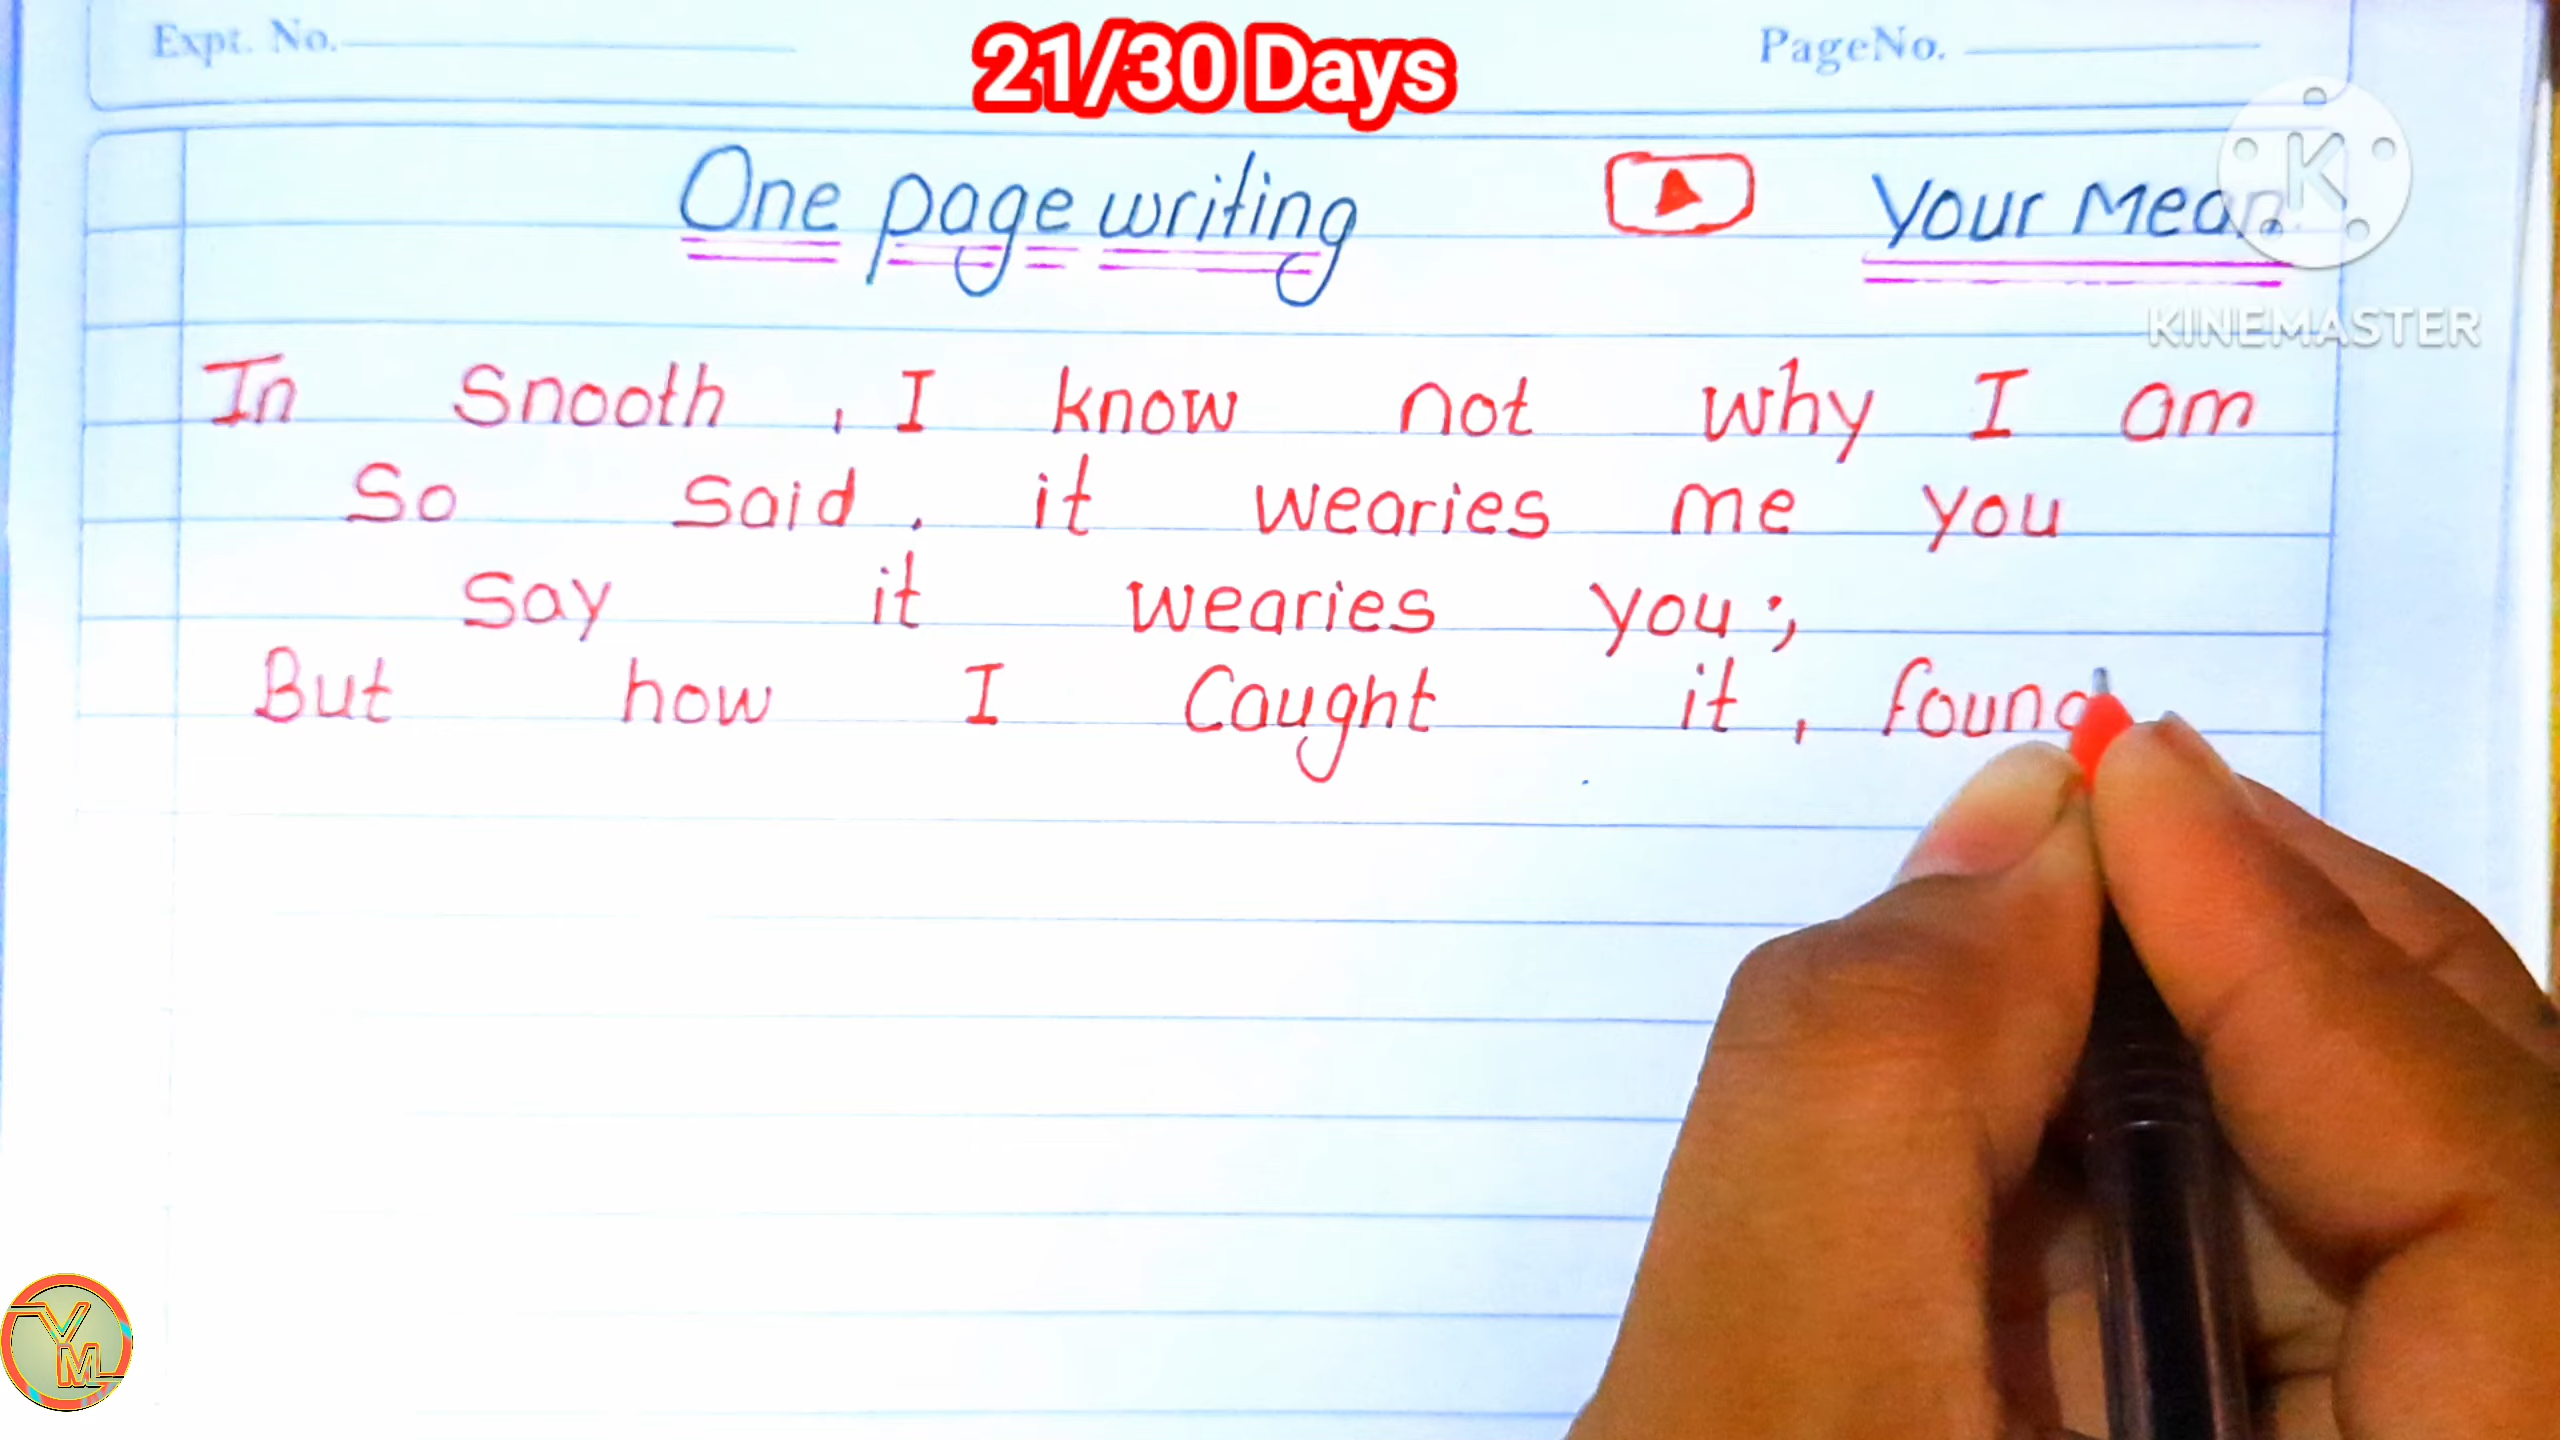 Expt. No.
21/30 Days
PageNo.
One page writing
Your Mean
KINEMASTER
In Snooth , I know not why I am
So said . it wearies me you
say it wearies you:,
But how I Caught it , found
YM